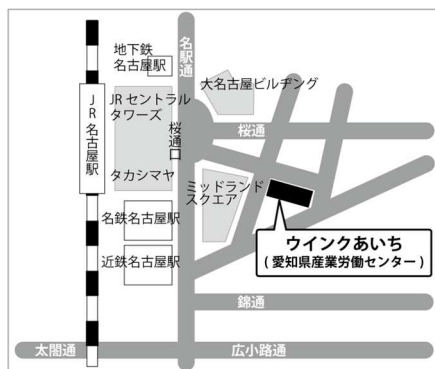 名駅通
地下鉄
名古屋駅
大名古屋ビルヂング
JR名古屋駅
JRセントラル
タワーズ
桜通口
桜通
タカシマヤ
ミッドランド
スクエア
名鉄名古屋駅
ウインクあいち
(愛知県産業労働センター)
近鉄名古屋駅
錦通
太閤通
広小路通